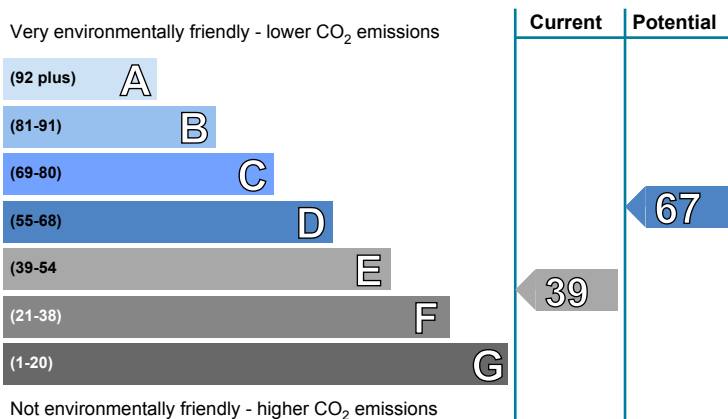 Very environmentally friendly - lower CO2 emissions
Current
Potential
(92 plus) A
(81-91) B
(69-80) C
(55-68) D
67
(39-54 E
39
(21-38) F
(1-20) G
Not environmentally friendly - higher CO2 emissions